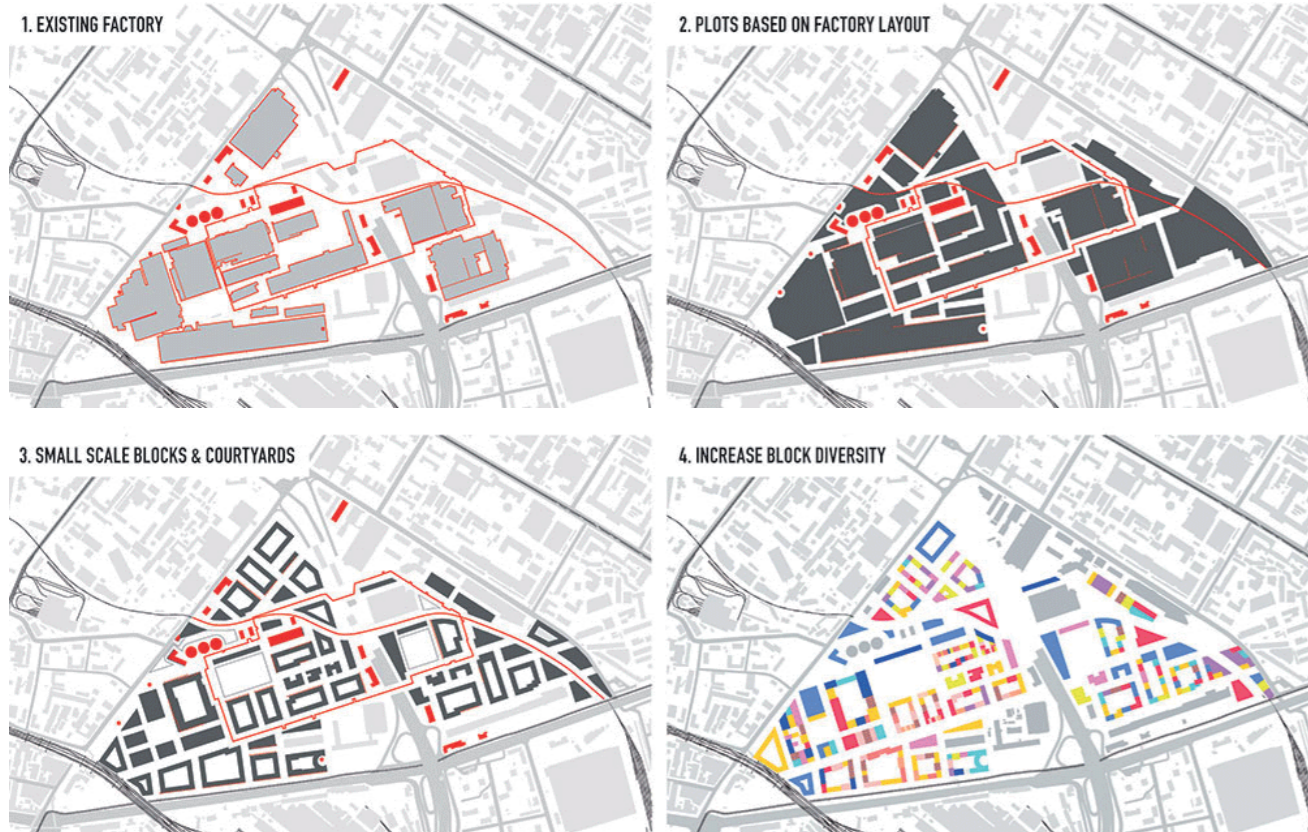 1. EXISTING FACTORY
2. PLOTS BASED ON FACTORY LAYOUT
3. SMALL SCALE BLOCKS & COURTYARDS
4. INCREASE BLOCK DIVERSITY